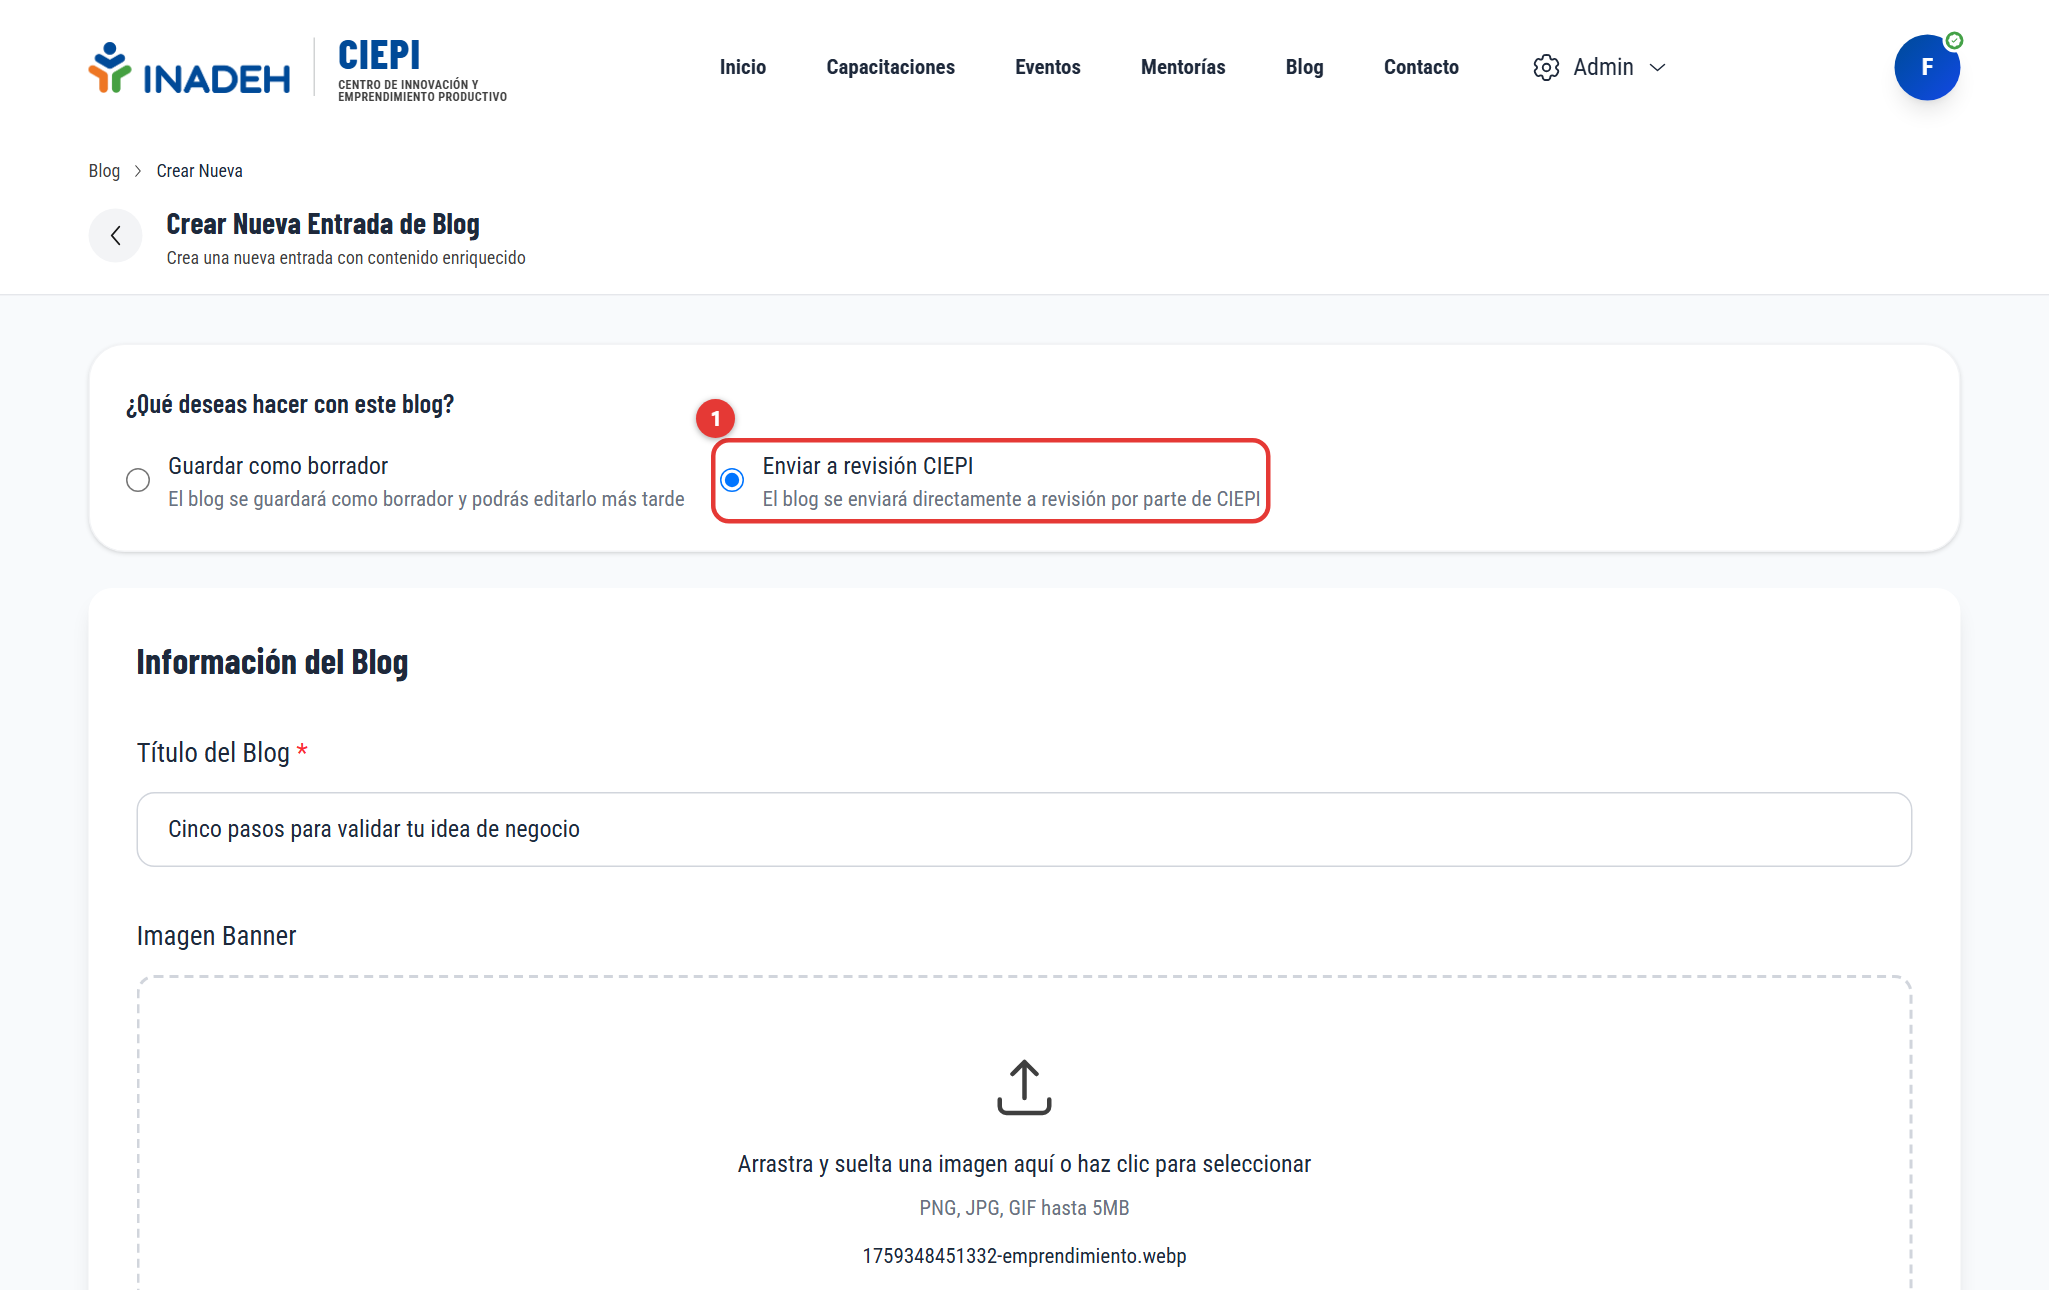 INADEH
CIEPI
CENTRO DE INNOVACIÓN Y
EMPRENDIMIENTO PRODUCTIVO
Inicio
Capacitaciones
Eventos
Mentorías
Blog
Contacto
Admin
F
Blog > Crear Nueva
Crear Nueva Entrada de Blog
Crea una nueva entrada con contenido enriquecido
¿Qué deseas hacer con este blog?
Guardar como borrador
El blog se guardará como borrador y podrás editarlo más tarde
1
Enviar a revisión CIEPI
El blog se enviará directamente a revisión por parte de CIEPI
Información del Blog
Título del Blog *
Cinco pasos para validar tu idea de negocio
Imagen Banner
Arrastra y suelta una imagen aquí o haz clic para seleccionar
PNG, JPG, GIF hasta 5MB
1759348451332-emprendimiento.webp